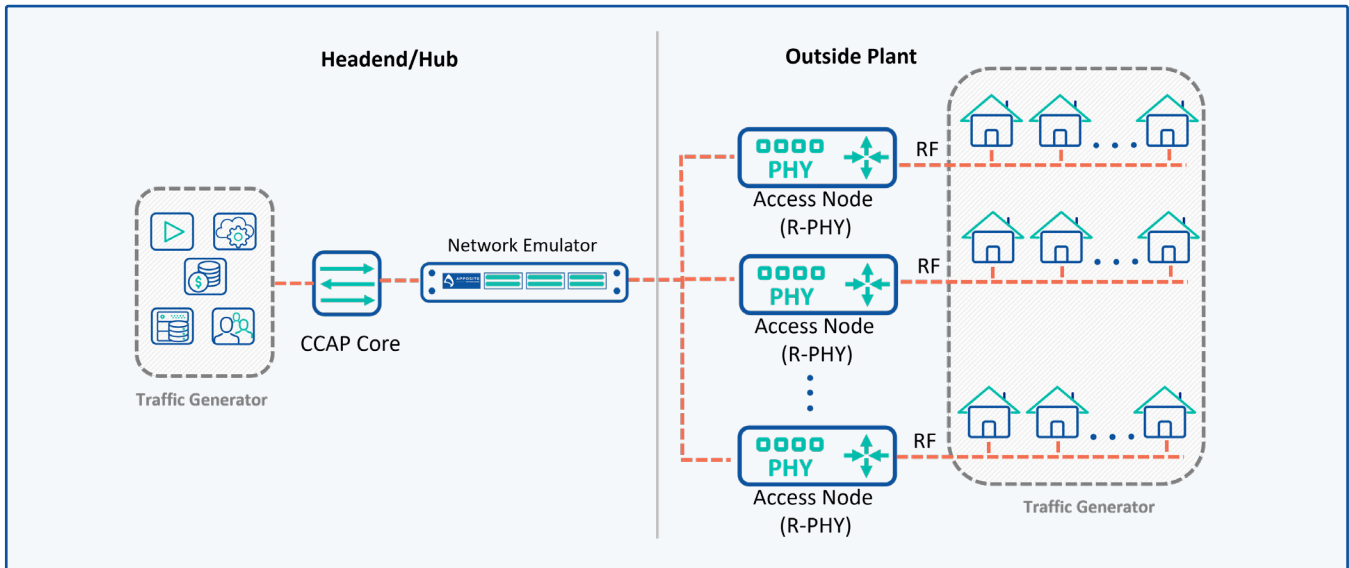 Headend/Hub
Outside Plant
Network Emulator
APPOSITE
CCAP Core
Traffic Generator
PHY
Access Node
(R-PHY)
RF
PHY
Access Node
(R-PHY)
RF
PHY
Access Node
(R-PHY)
RF
Traffic Generator